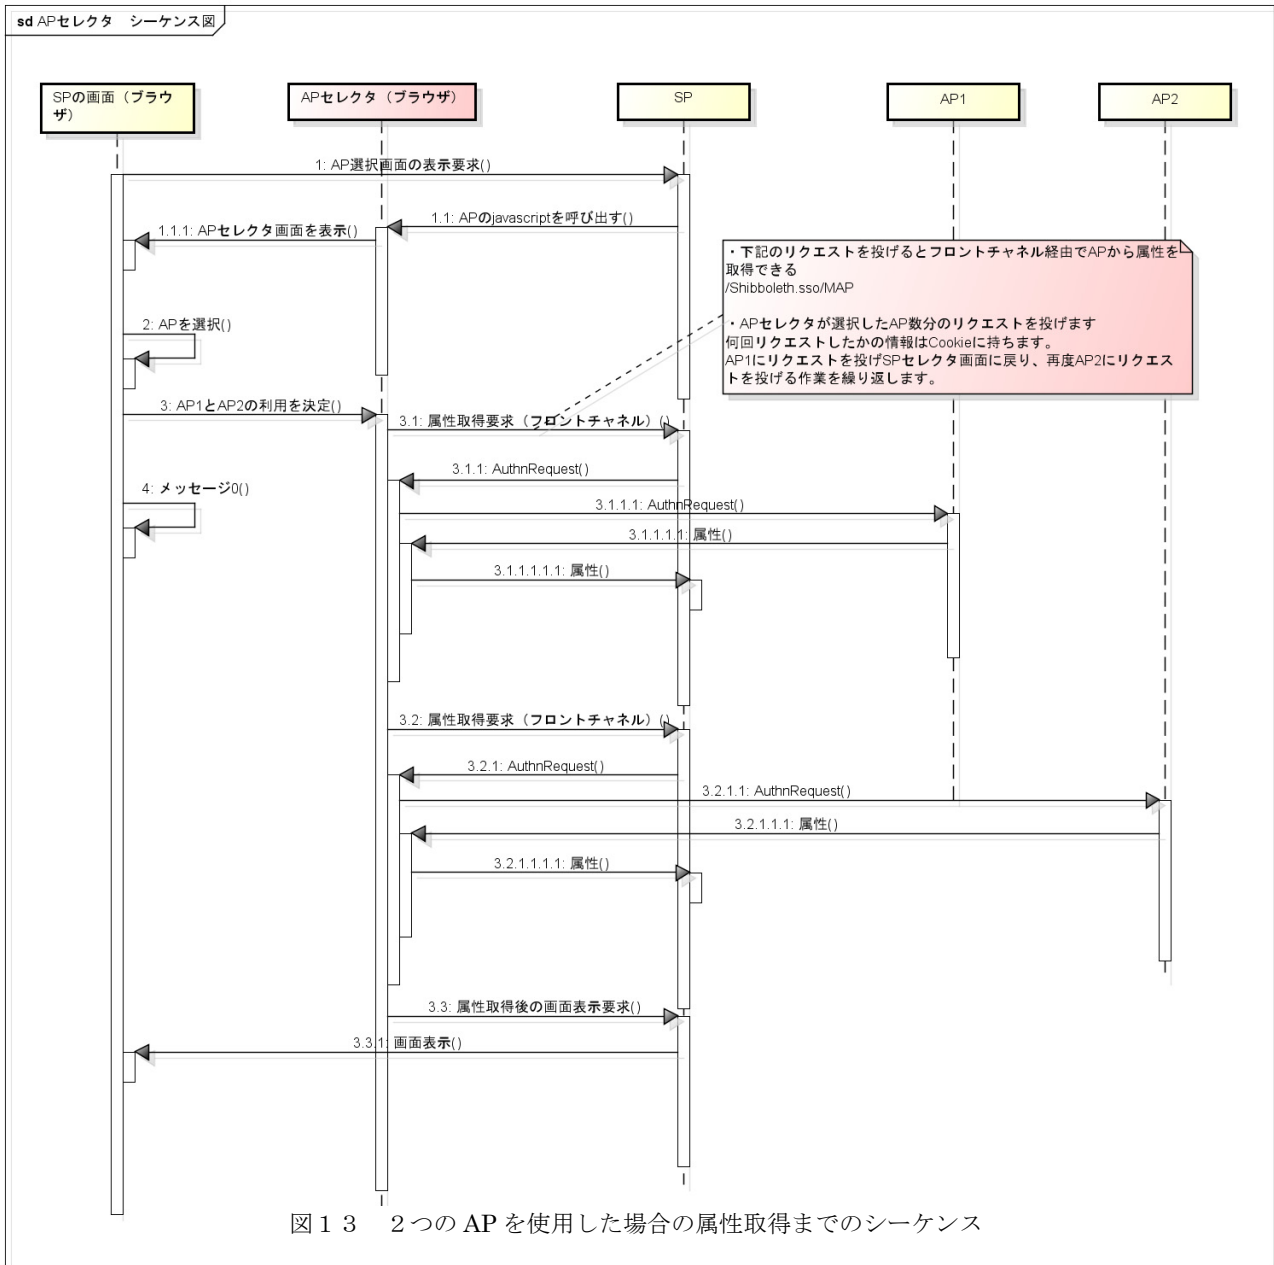 sd APセレクタ　シーケンス図
SPの画面（ブラウ
ザ）
APセレクタ（ブラウザ）
SP
AP1
AP2
1: AP選択画面の表示要求()
1.1: APのjavascriptを呼び出す()
1.1.1: APセレクタ画面を表示()
・下記のリクエストを投げるとフロントチャネル経由でAPから属性を
取得できる
/Shibboleth.sso/MAP
・APセレクタが選択したAP数分のリクエストを投げます
何回リクエストしたかの情報はCookieに持ちます。
AP1にリクエストを投げSPセレクタ画面に戻り、再度AP2にリクエス
トを投げる作業を繰り返します。
2: APを選択()
3: AP1とAP2の利用を決定()
3.1: 属性取得要求（フロントチャネル）()
3.1.1: AuthnRequest()
4: メッセージ0()
3.1.1.1: AuthnRequest()
3.1.1.1.1: 属性()
3.1.1.1.1.1: 属性()
3.2: 属性取得要求（フロントチャネル）()
3.2.1: AuthnRequest()
3.2.1.1: AuthnRequest()
3.2.1.1.1: 属性()
3.2.1.1.1.1: 属性()
3.3: 属性取得後の画面表示要求()
3.3.1: 画面表示()
図１３　２つの AP を使用した場合の属性取得までのシーケンス